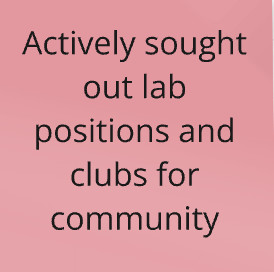 Actively sought
out lab
positions and
clubs for
community